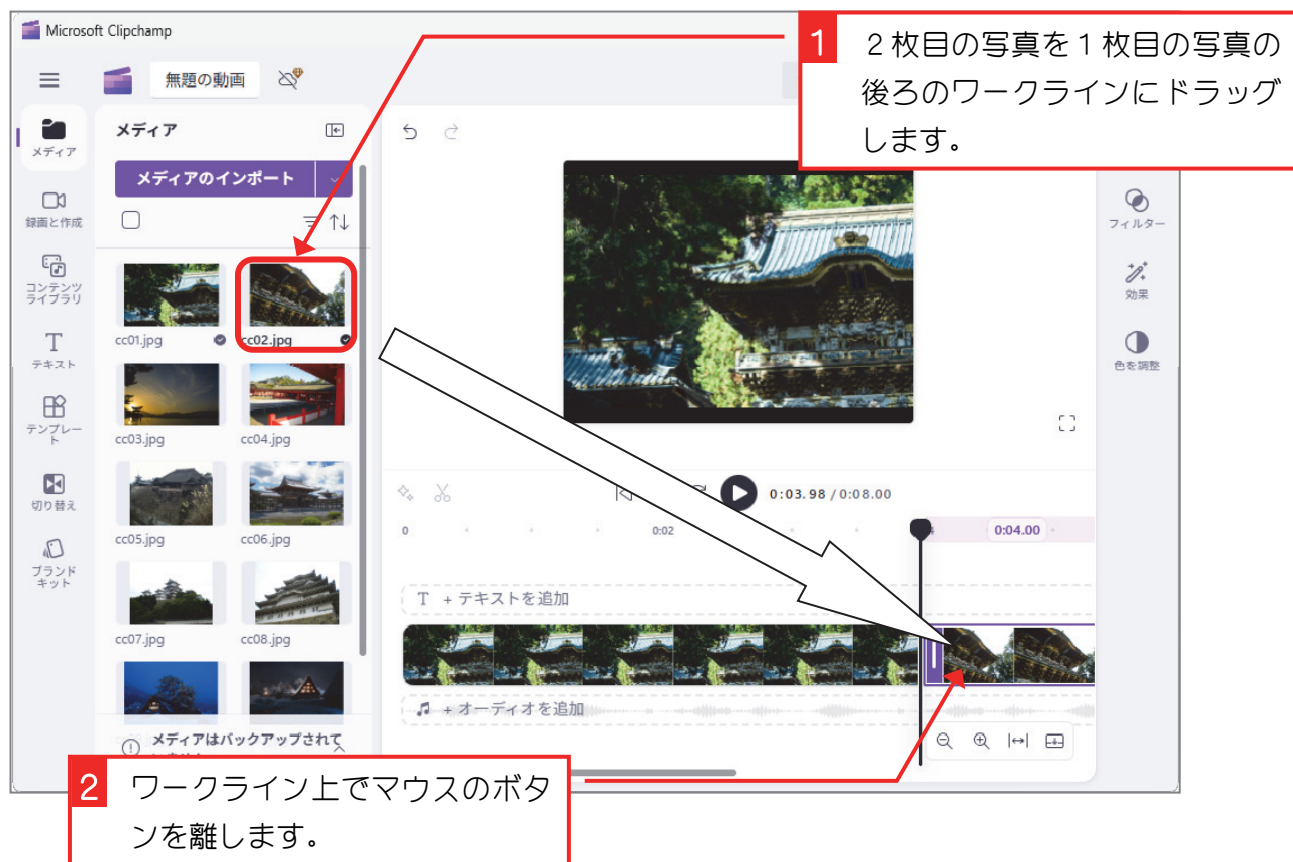 Microsoft Clipchamp
1
２枚目の写真を１枚目の写真の
後ろのワークラインにドラッグ
します。
無題の動画
メディア
メディア
メディアのインポート
録画と作成
コンテンツ
ライブラリ
テキスト
テンプレー
ト
切り替え
ブランド
キット
cc01.jpg
cc02.jpg
cc03.jpg
cc04.jpg
cc05.jpg
cc06.jpg
cc07.jpg
cc08.jpg
メディアはバックアップされて
フィルター
効果
色を調整
0:03.98 / 0:08.00
0
0:02
0:04.00
T + テキストを追加
+ オーディオを追加
2
ワークライン上でマウスのボタ
ンを離します。